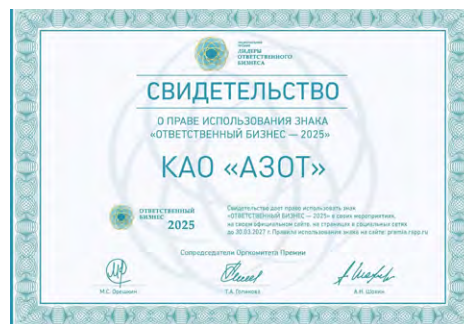 НАЦИОНАЛЬНАЯ
ПРЕМИЯ
ЛИДЕРЫ
ОТВЕТСТВЕННОГО
БИЗНЕСА
СВИДЕТЕЛЬСТВО
О ПРАВЕ ИСПОЛЬЗОВАНИЯ ЗНАКА
«ОТВЕТСТВЕННЫЙ БИЗНЕС — 2025»
КАО «АЗОТ»
ОТВЕТСТВЕННЫЙ
БИЗНЕС 2025
Свидетельство дает право использовать знак
«ОТВЕТСТВЕННЫЙ БИЗНЕС — 2025» в своих мероприятиях,
на своем официальном сайте, на страницах в социальных сетях
до 30.03.2027 г. Правила использования знака на сайте: premia.rspp.ru
Сопредседатели Оргкомитета Премии
М.С. Орешкин Т.А. Голикова А.Н. Шохин